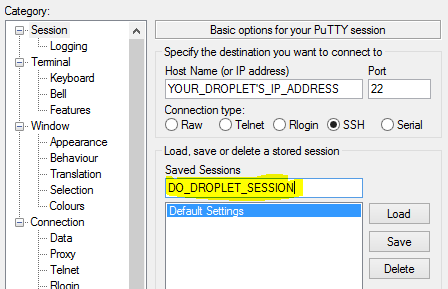 Category:
Session
Logging
Terminal
Keyboard
Bell
Features
Window
Appearance
Behaviour
Translation
Selection
Colours
Connection
Data
Proxy
Telnet
Rlogin
Basic options for your PuTTY session
Specify the destination you want to connect to
Host Name (or IP address) Port
YOUR_DROPLET'S_IP_ADDRESS 22
Connection type:
Raw Telnet Rlogin SSH Serial
Load, save or delete a stored session
Saved Sessions
DO_DROPLET_SESSION
Default Settings
Load
Save
Delete